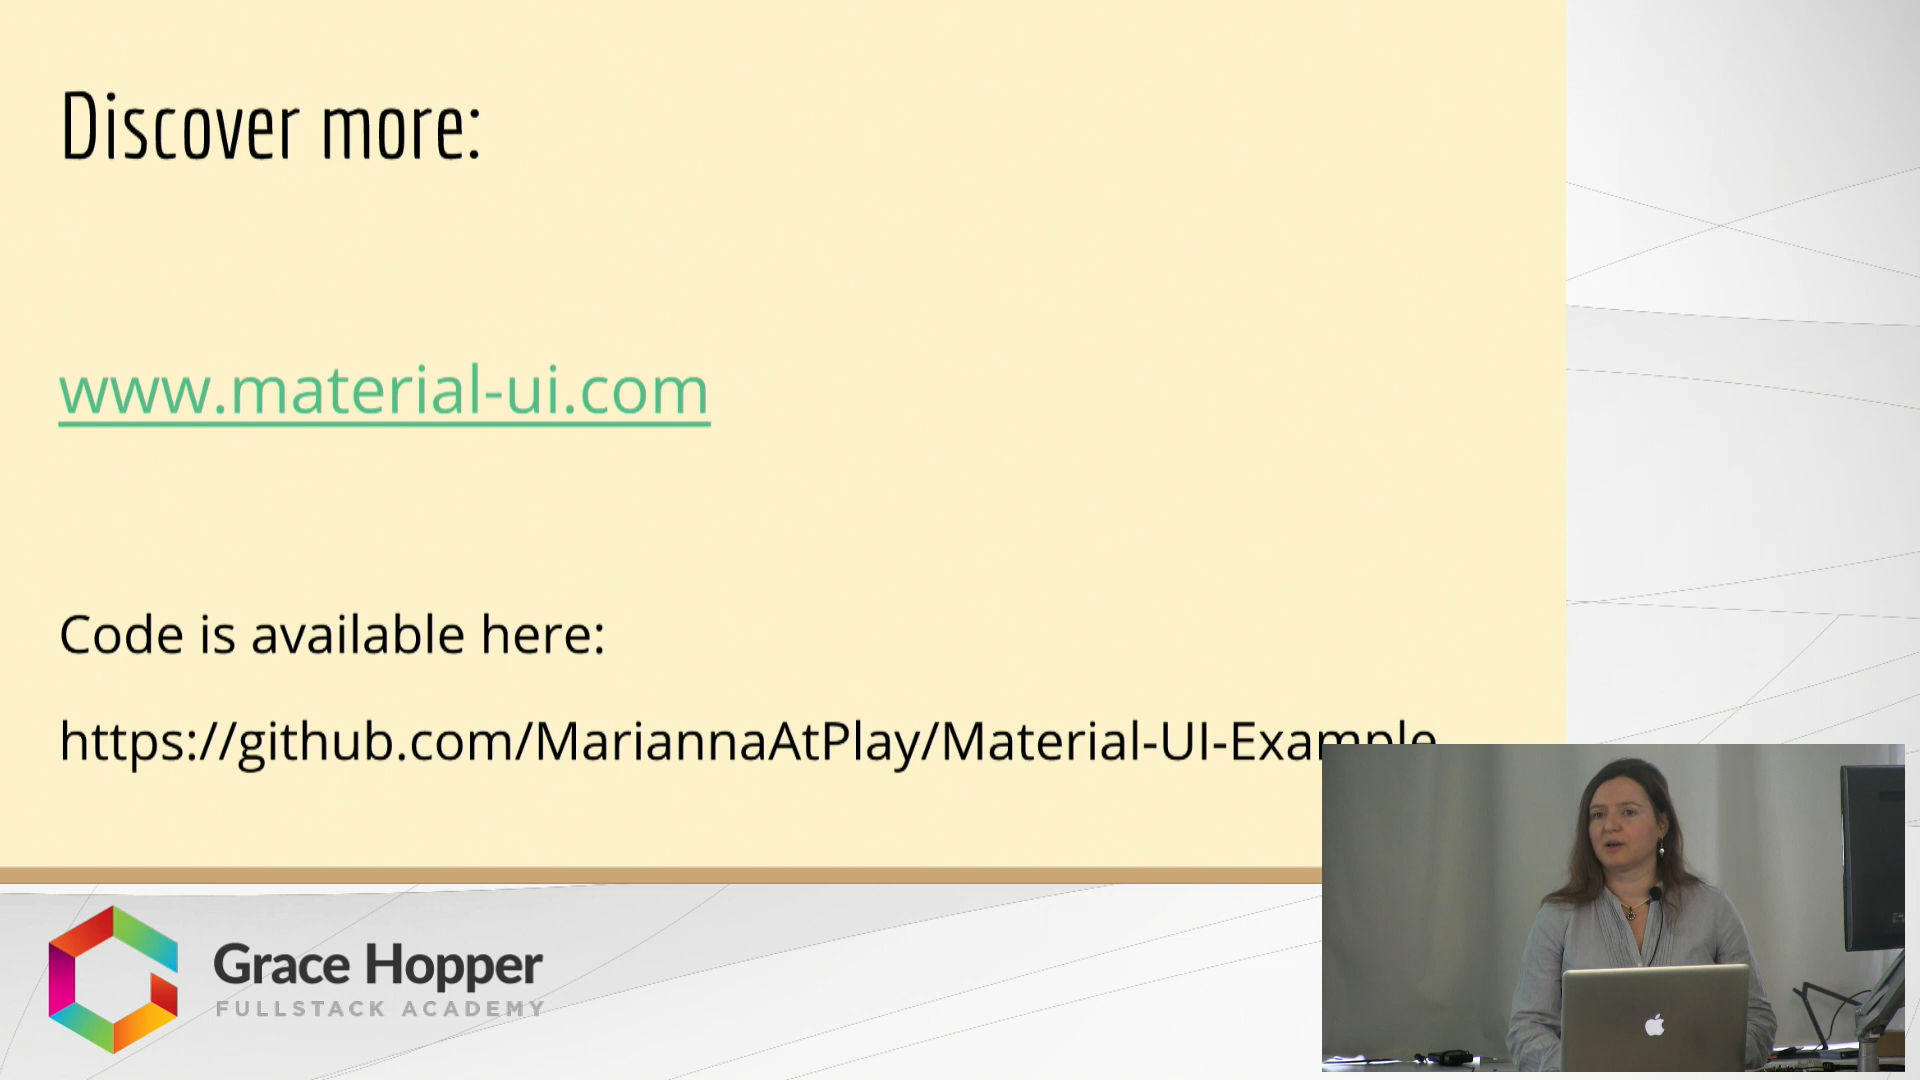 Discover more:
www.material-ui.com
Code is available here:
https://github.com/MariannaAtPlay/Material-UI-Example
Grace Hopper
FULLSTACK ACADEMY